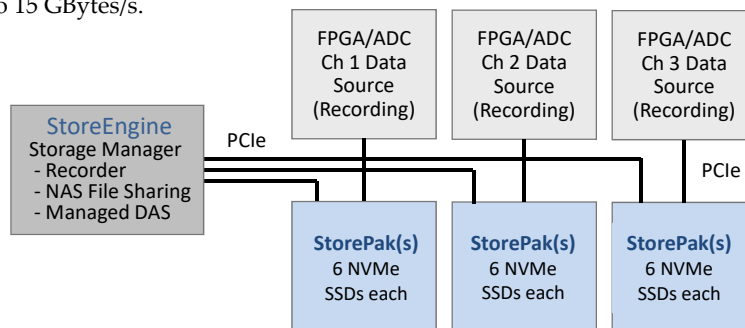 o 15 GBytes/s.
FPGA/ADC
Ch 1 Data
Source
(Recording)
FPGA/ADC
Ch 2 Data
Source
(Recording)
FPGA/ADC
Ch 3 Data
Source
(Recording)
StoreEngine
Storage Manager
- Recorder
- NAS File Sharing
- Managed DAS
PCIe
PCIe
StorePak(s)
6 NVMe
SSDs each
StorePak(s)
6 NVMe
SSDs each
StorePak(s)
6 NVMe
SSDs each